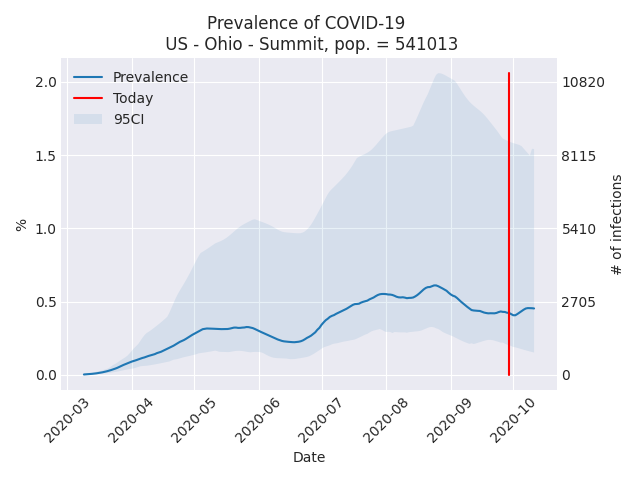 Prevalence of COVID-19
US - Ohio - Summit, pop. = 541013
Prevalence
Today
95CI
2.0
1.5
1.0
0.5
0.0
%
10820
8115
5410
2705
0
# of infections
2020-03
2020-04
2020-05
2020-06
2020-07
2020-08
2020-09
2020-10
Date